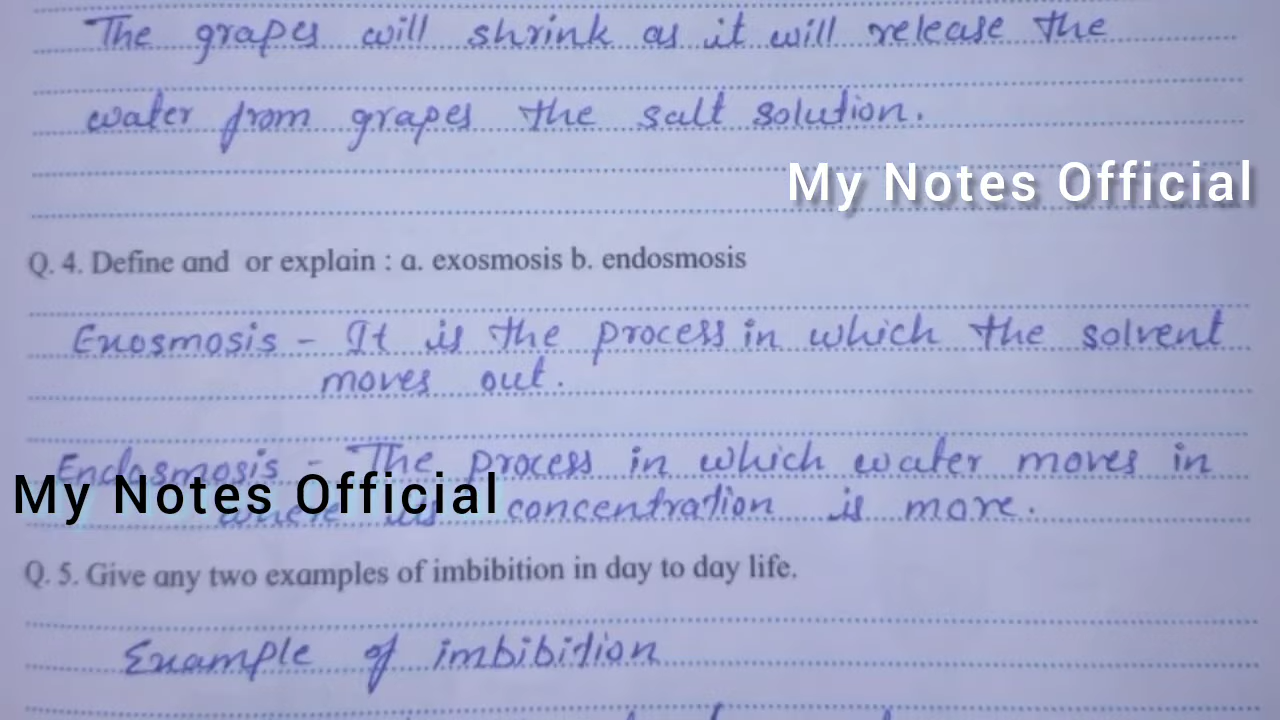 The grapes will shrink as it will release the
water from grapes the salt solution.
My Notes Official
Q. 4. Define and or explain : a. exosmosis b. endosmosis
Exosmosis - It is the process in which the solvent
moves out.
Endosmosis - The process in which water moves in
My Notes Official
where its concentration is more.
Q. 5. Give any two examples of imbibition in day to day life.
Example of imbibition